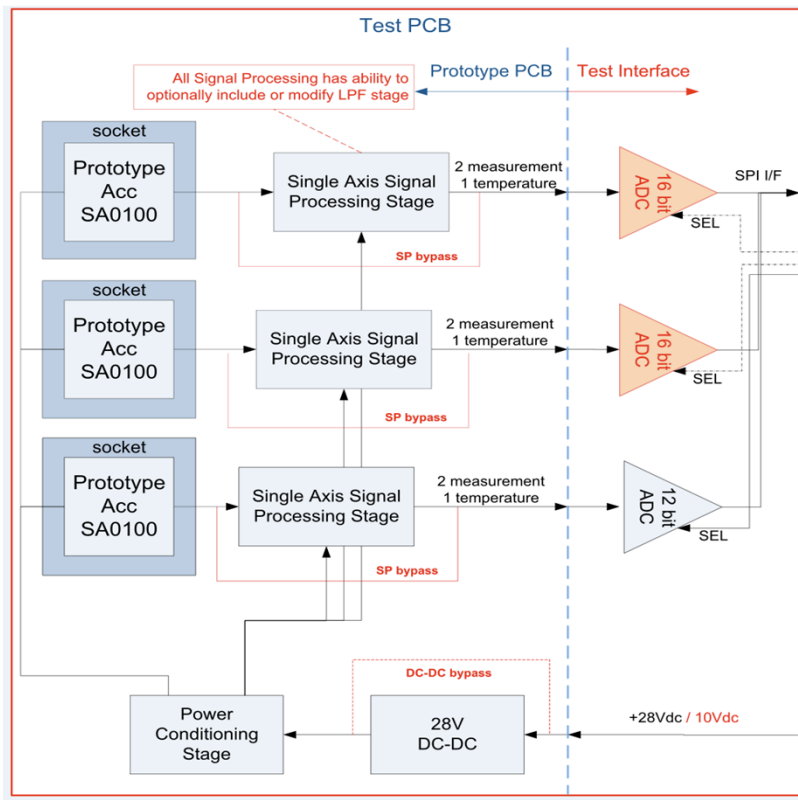 Test PCB
All Signal Processing has ability to
optionally include or modify LPF stage
Prototype PCB
Test Interface
socket
Prototype
Acc
SA0100
Single Axis Signal
Processing Stage
2 measurement
1 temperature
16 bit
ADC
SPI I/F
SEL
SP bypass
socket
Prototype
Acc
SA0100
Single Axis Signal
Processing Stage
2 measurement
1 temperature
16 bit
ADC
SEL
SP bypass
socket
Prototype
Acc
SA0100
Single Axis Signal
Processing Stage
2 measurement
1 temperature
12 bit
ADC
SEL
SP bypass
DC-DC bypass
Power
Conditioning
Stage
28V
DC-DC
+28Vdc / 10Vdc